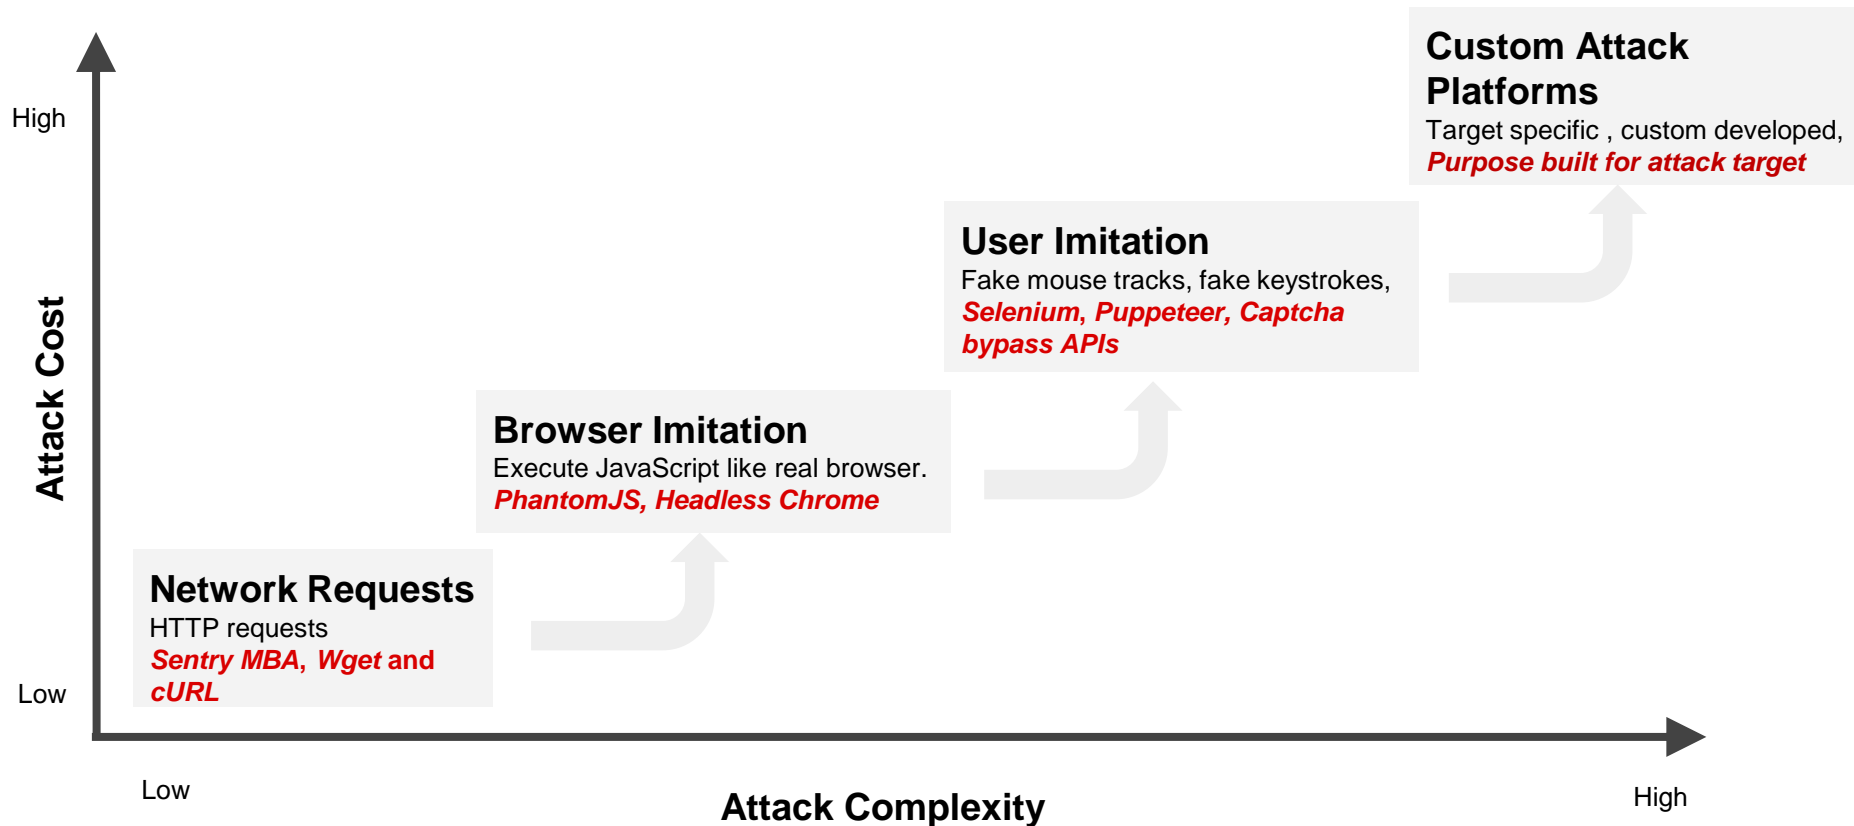 Custom Attack
Platforms
Target specific , custom developed,
Purpose built for attack target
High
User Imitation
Fake mouse tracks, fake keystrokes,
Selenium, Puppeteer, Captcha
bypass APIs
Attack Cost
Browser Imitation
Execute JavaScript like real browser.
PhantomJS, Headless Chrome
Network Requests
HTTP requests
Sentry MBA, Wget and
cURL
Low
Low
Attack Complexity
High